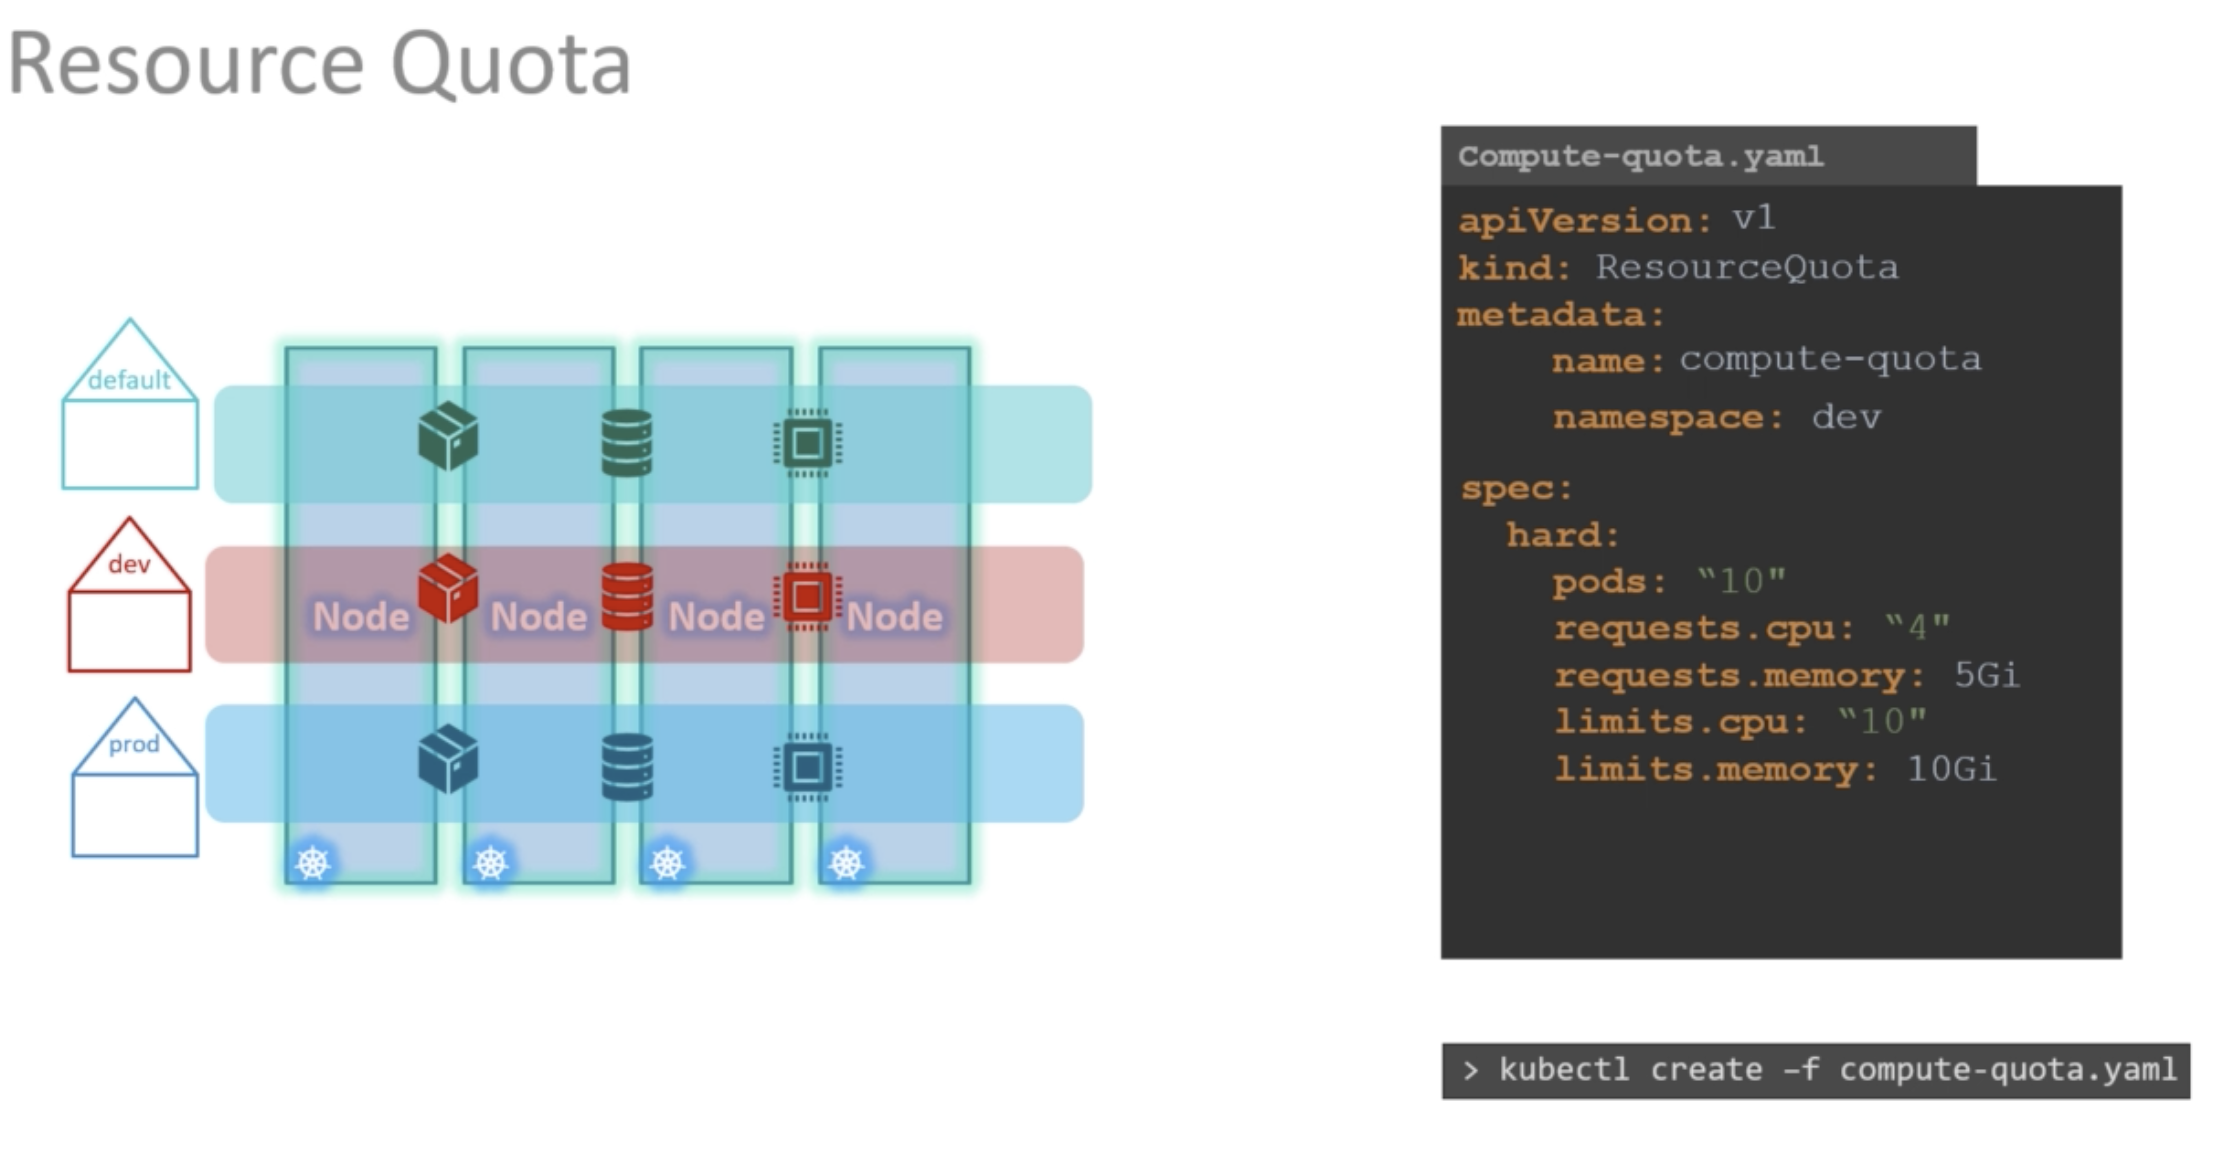 Resource Quota
default
dev
prod
Node
Node
Node
Node
Compute-quota.yaml
apiVersion: v1
kind: ResourceQuota
metadata:
name: compute-quota
namespace: dev
spec:
hard:
pods: “10"
requests.cpu: “4"
requests.memory: 5Gi
limits.cpu: “10"
limits.memory: 10Gi
> kubectl create –f compute-quota.yaml